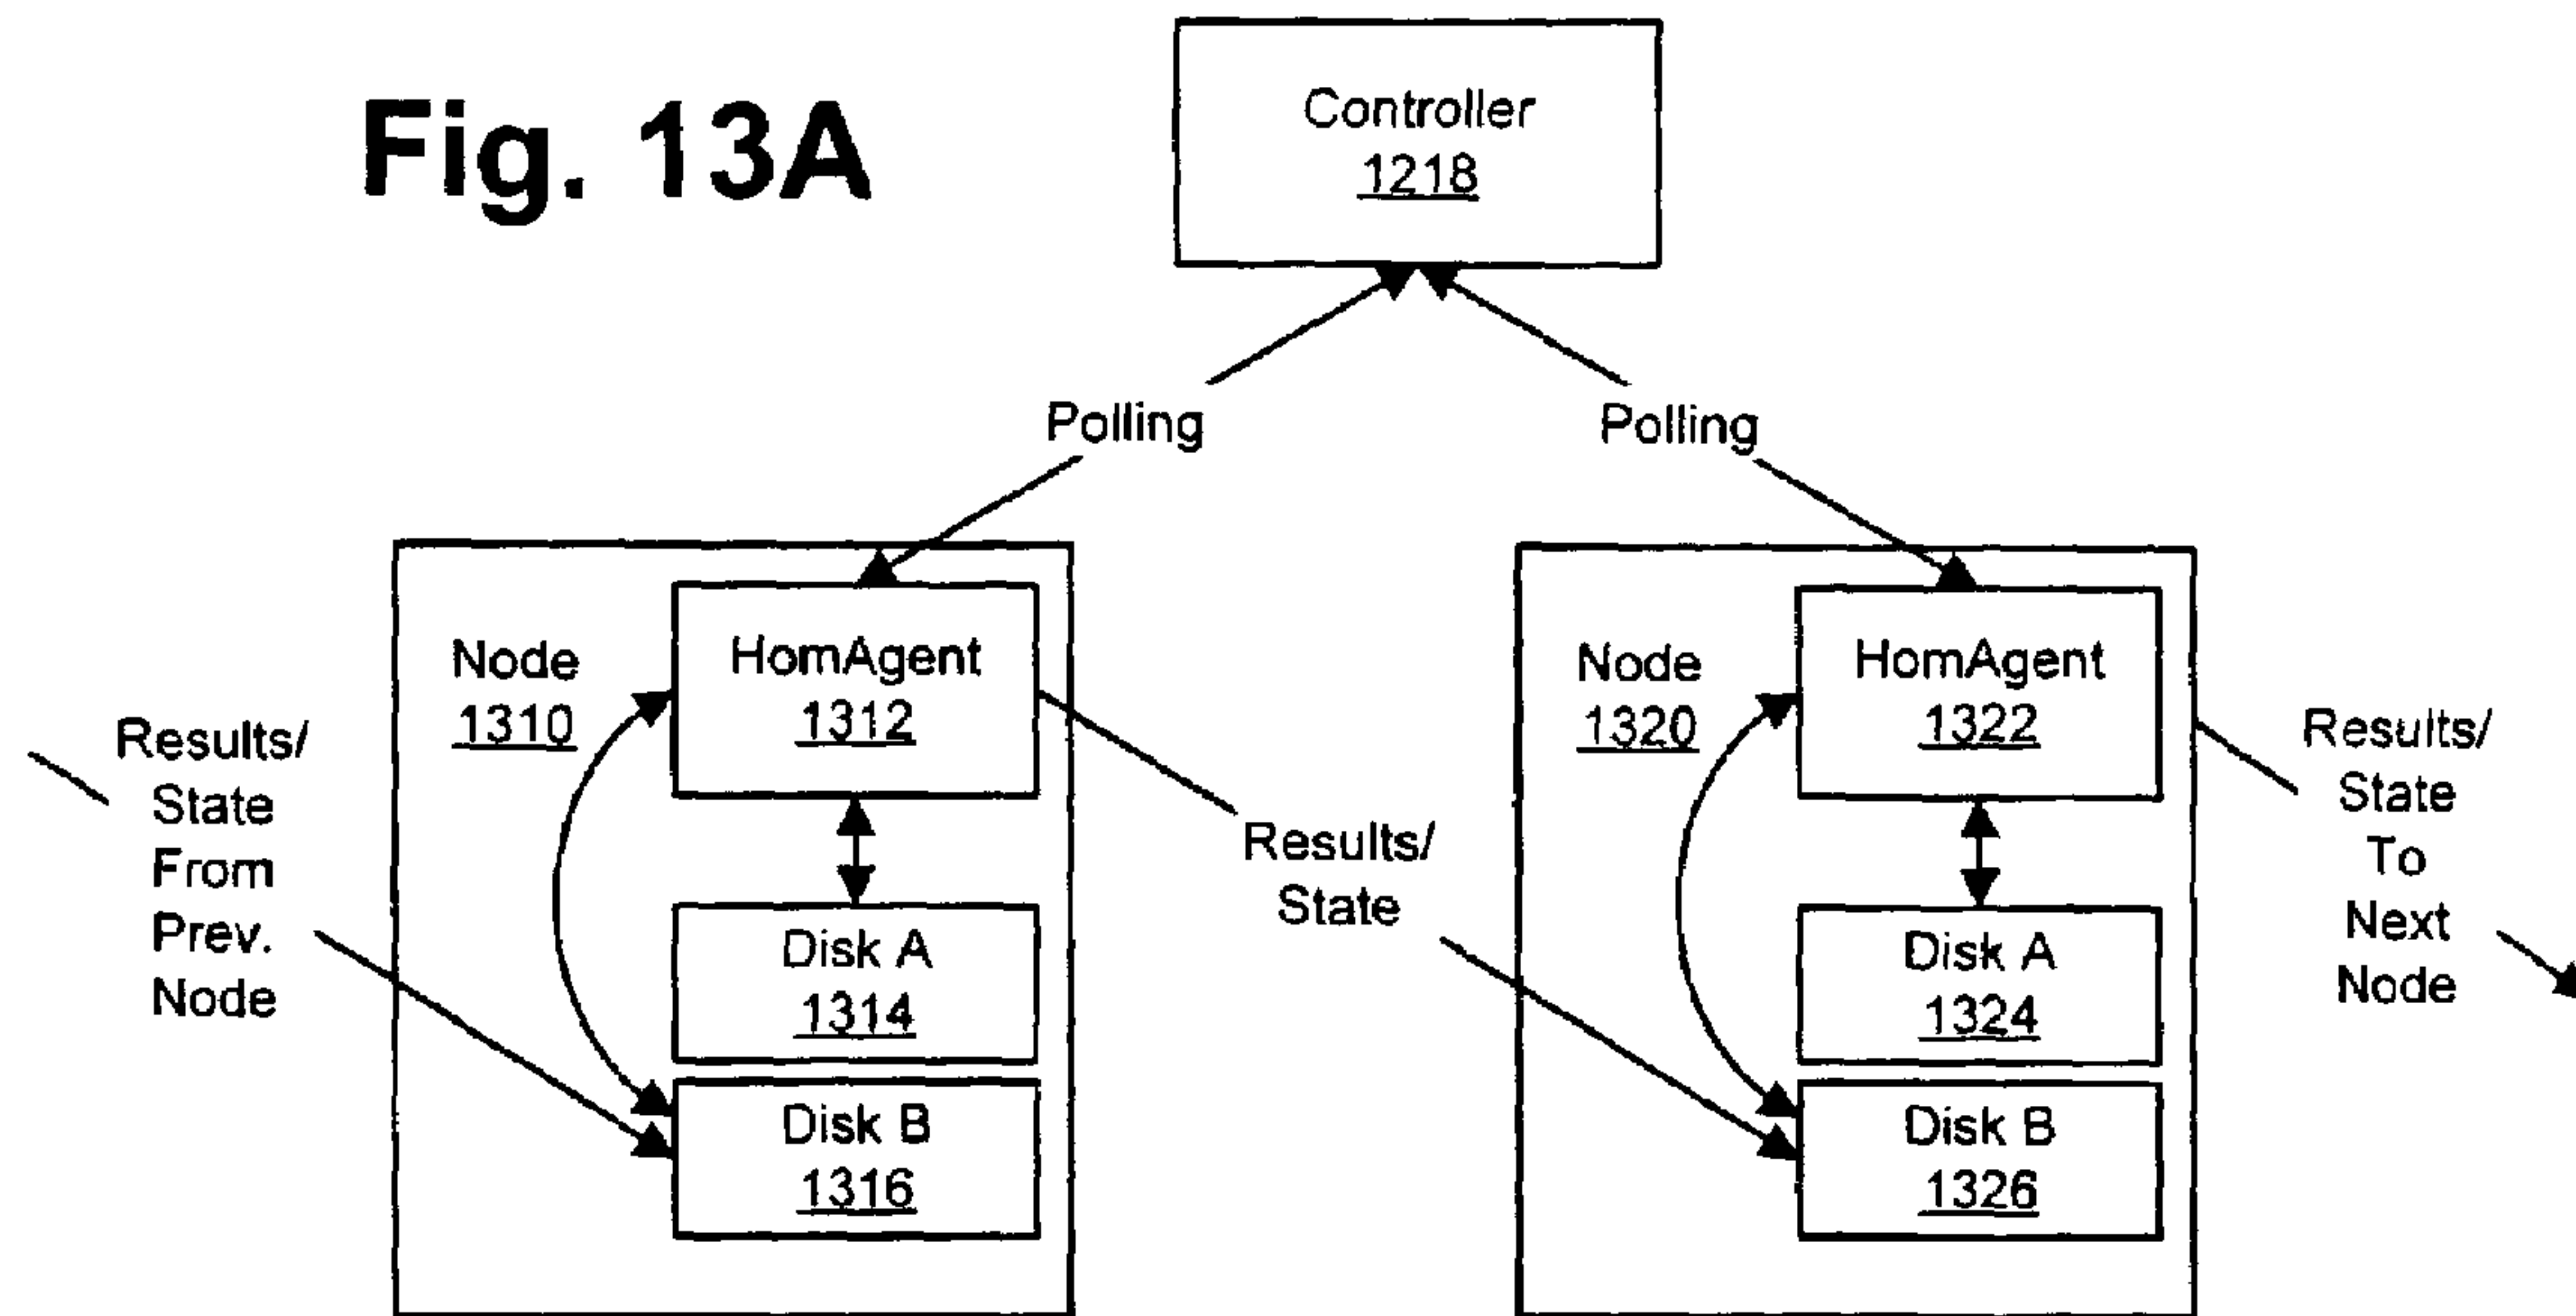 Fig. 13A
Controller
1218
Polling
Polling
Node
1310
HomAgent
1312
Disk A
1314
Disk B
1316
Results/
State
From
Prev.
Node
Results/
State
Node
1320
HomAgent
1322
Disk A
1324
Disk B
1326
Results/
State
To
Next
Node